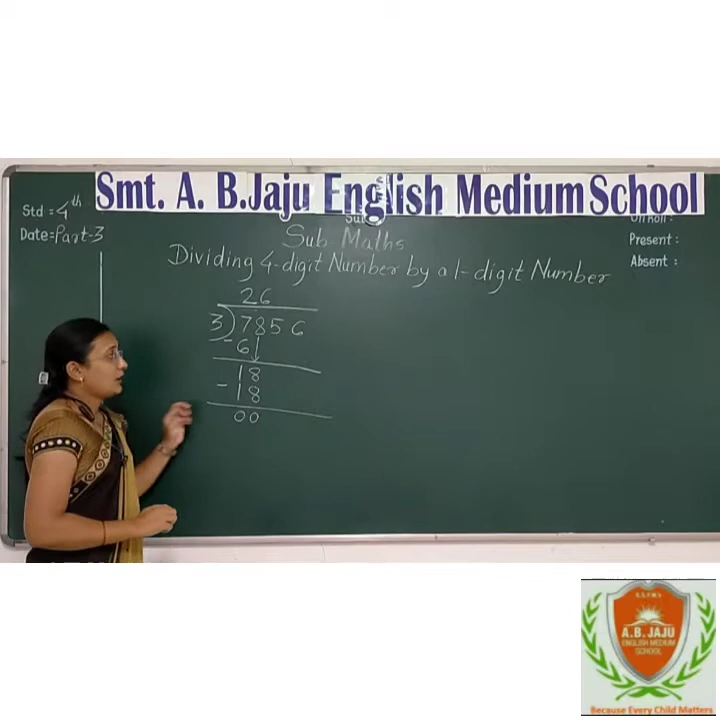 Smt. A. B.Jaju English Medium School
Std = 4th
Date=Part-3
Sub Maths
Present :
Absent :
Dividing 4-digit Number by a 1-digit Number
26
3)7856
-61
18
- 18
00
A.B. JAJU
ENGLISH MEDIUM
SCHOOL
Because Every Child Matters